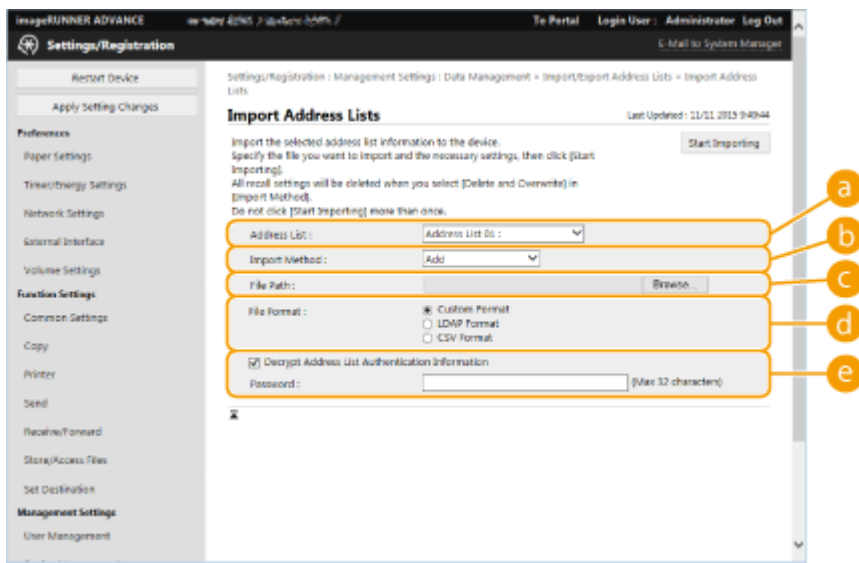 imageRUNNER ADVANCE To Portal Login User : Administrator Log Out
Settings/Registration E-Mail to System Manager
Restart Device
Apply Setting Changes
Preferences
Paper Settings
Timer/Energy Settings
Network Settings
External Interface
Volume Settings
Function Settings
Common Settings
Copy
Printer
Send
Receive/Forward
Store/Access Files
Set Destination
Management Settings
User Management
Settings/Registration : Management Settings : Data Management > Import/Export Address Lists > Import Address
Lists
Import Address Lists Last Updated : 11/11 2015 9:40:44
Import the selected address list information to the device. Start Importing
Specify the file you want to import and the necessary settings, then click [Start
Importing].
All recall settings will be deleted when you select [Delete and Overwrite] in
[Import Method].
Do not click [Start Importing] more than once.
Address List : Address List 01 : a
Import Method : Add b
File Path : Browse... c
File Format : Custom Format
LDAP Format d
CSV Format
Decrypt Address List Authentication Information
Password : (Max 32 characters) e